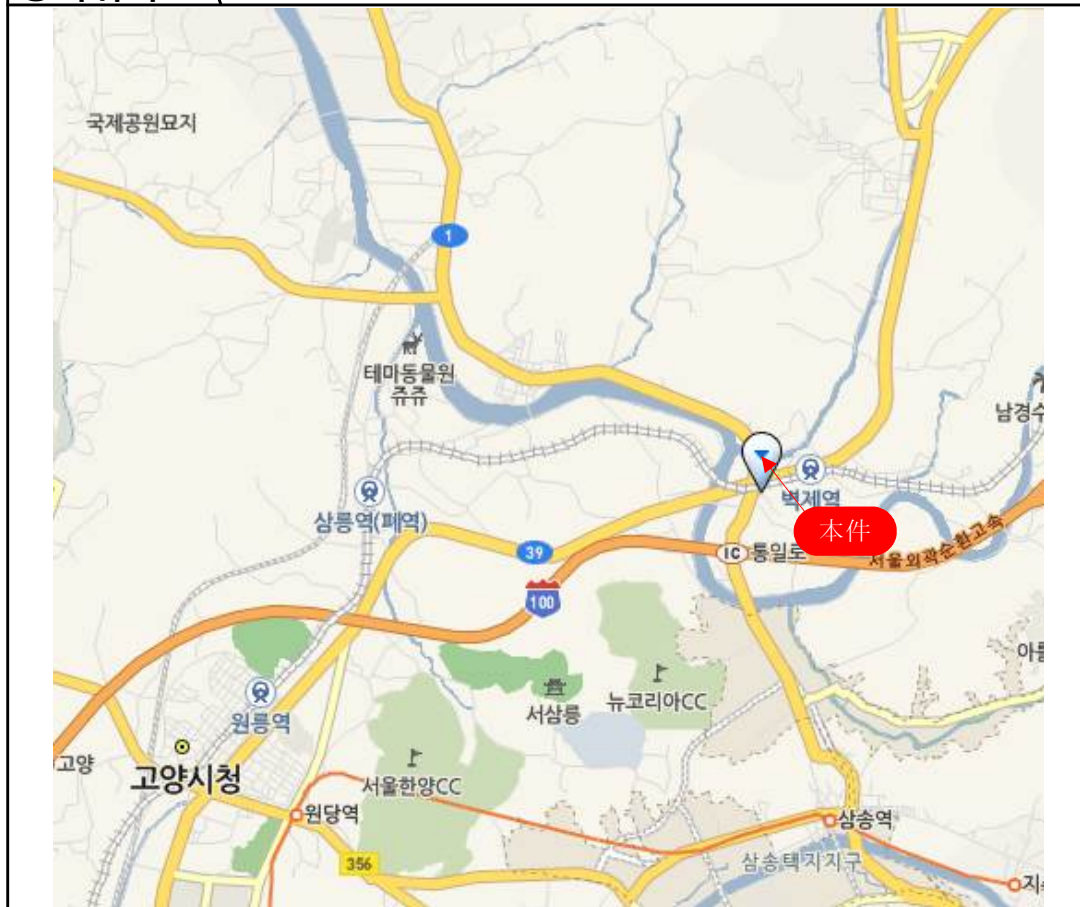 국제공원묘지
1
테마동물원
쥬쥬
남경수
벽제역
삼릉역(폐역)
本件
39
IC 통일로
서울외곽순환고속
100
아름
뉴코리아CC
서삼릉
원릉역
고양
고양시청
서울한양CC
원당역
삼송역
356
삼송택지지구
지축